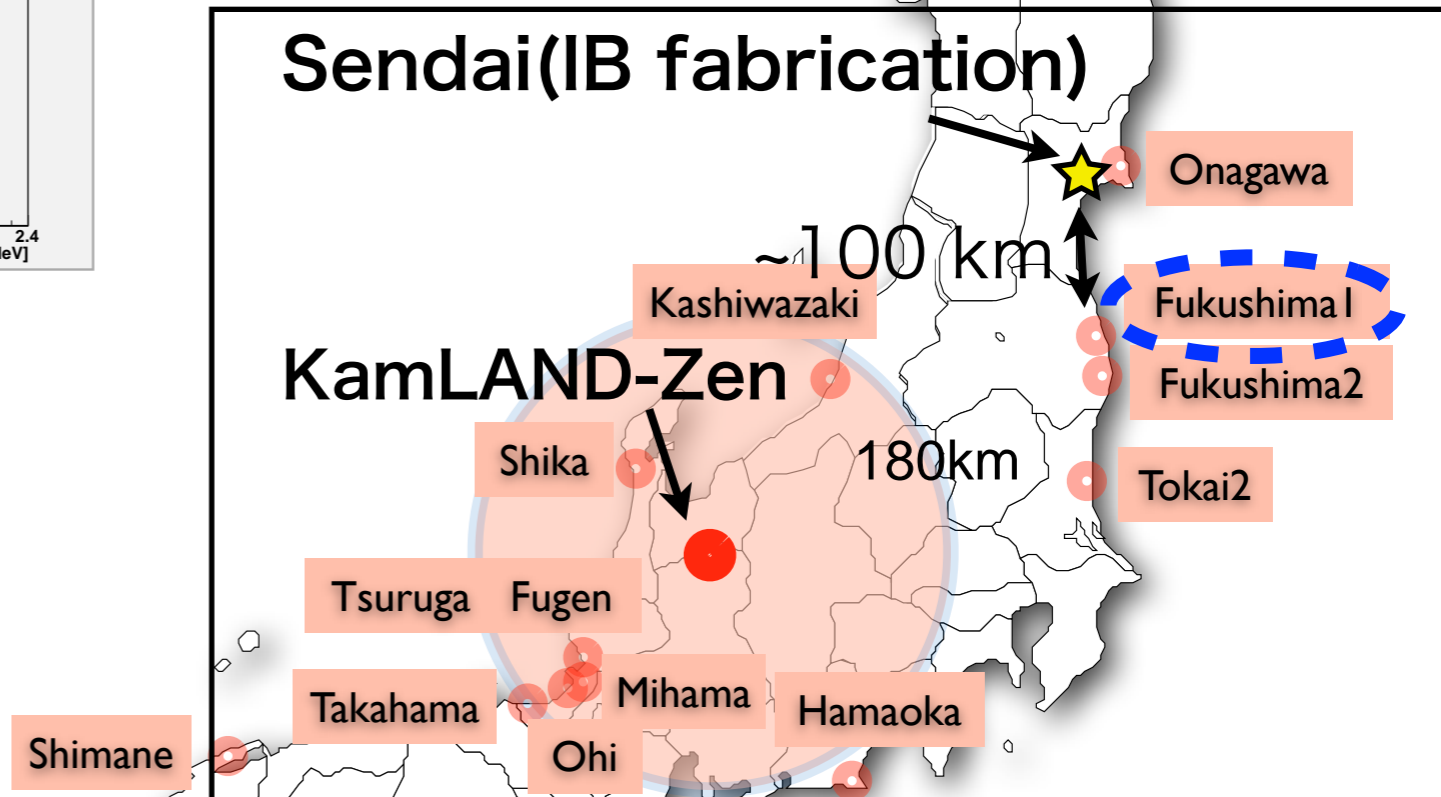 Sendai(IB fabrication)
Onagawa
2.4
eV]
~100 km
Kashiwazaki
Fukushima1
KamLAND-Zen
Fukushima2
Shika
180km
Tokai2
Tsuruga Fugen
Takahama
Mihama
Hamaoka
Shimane
Ohi